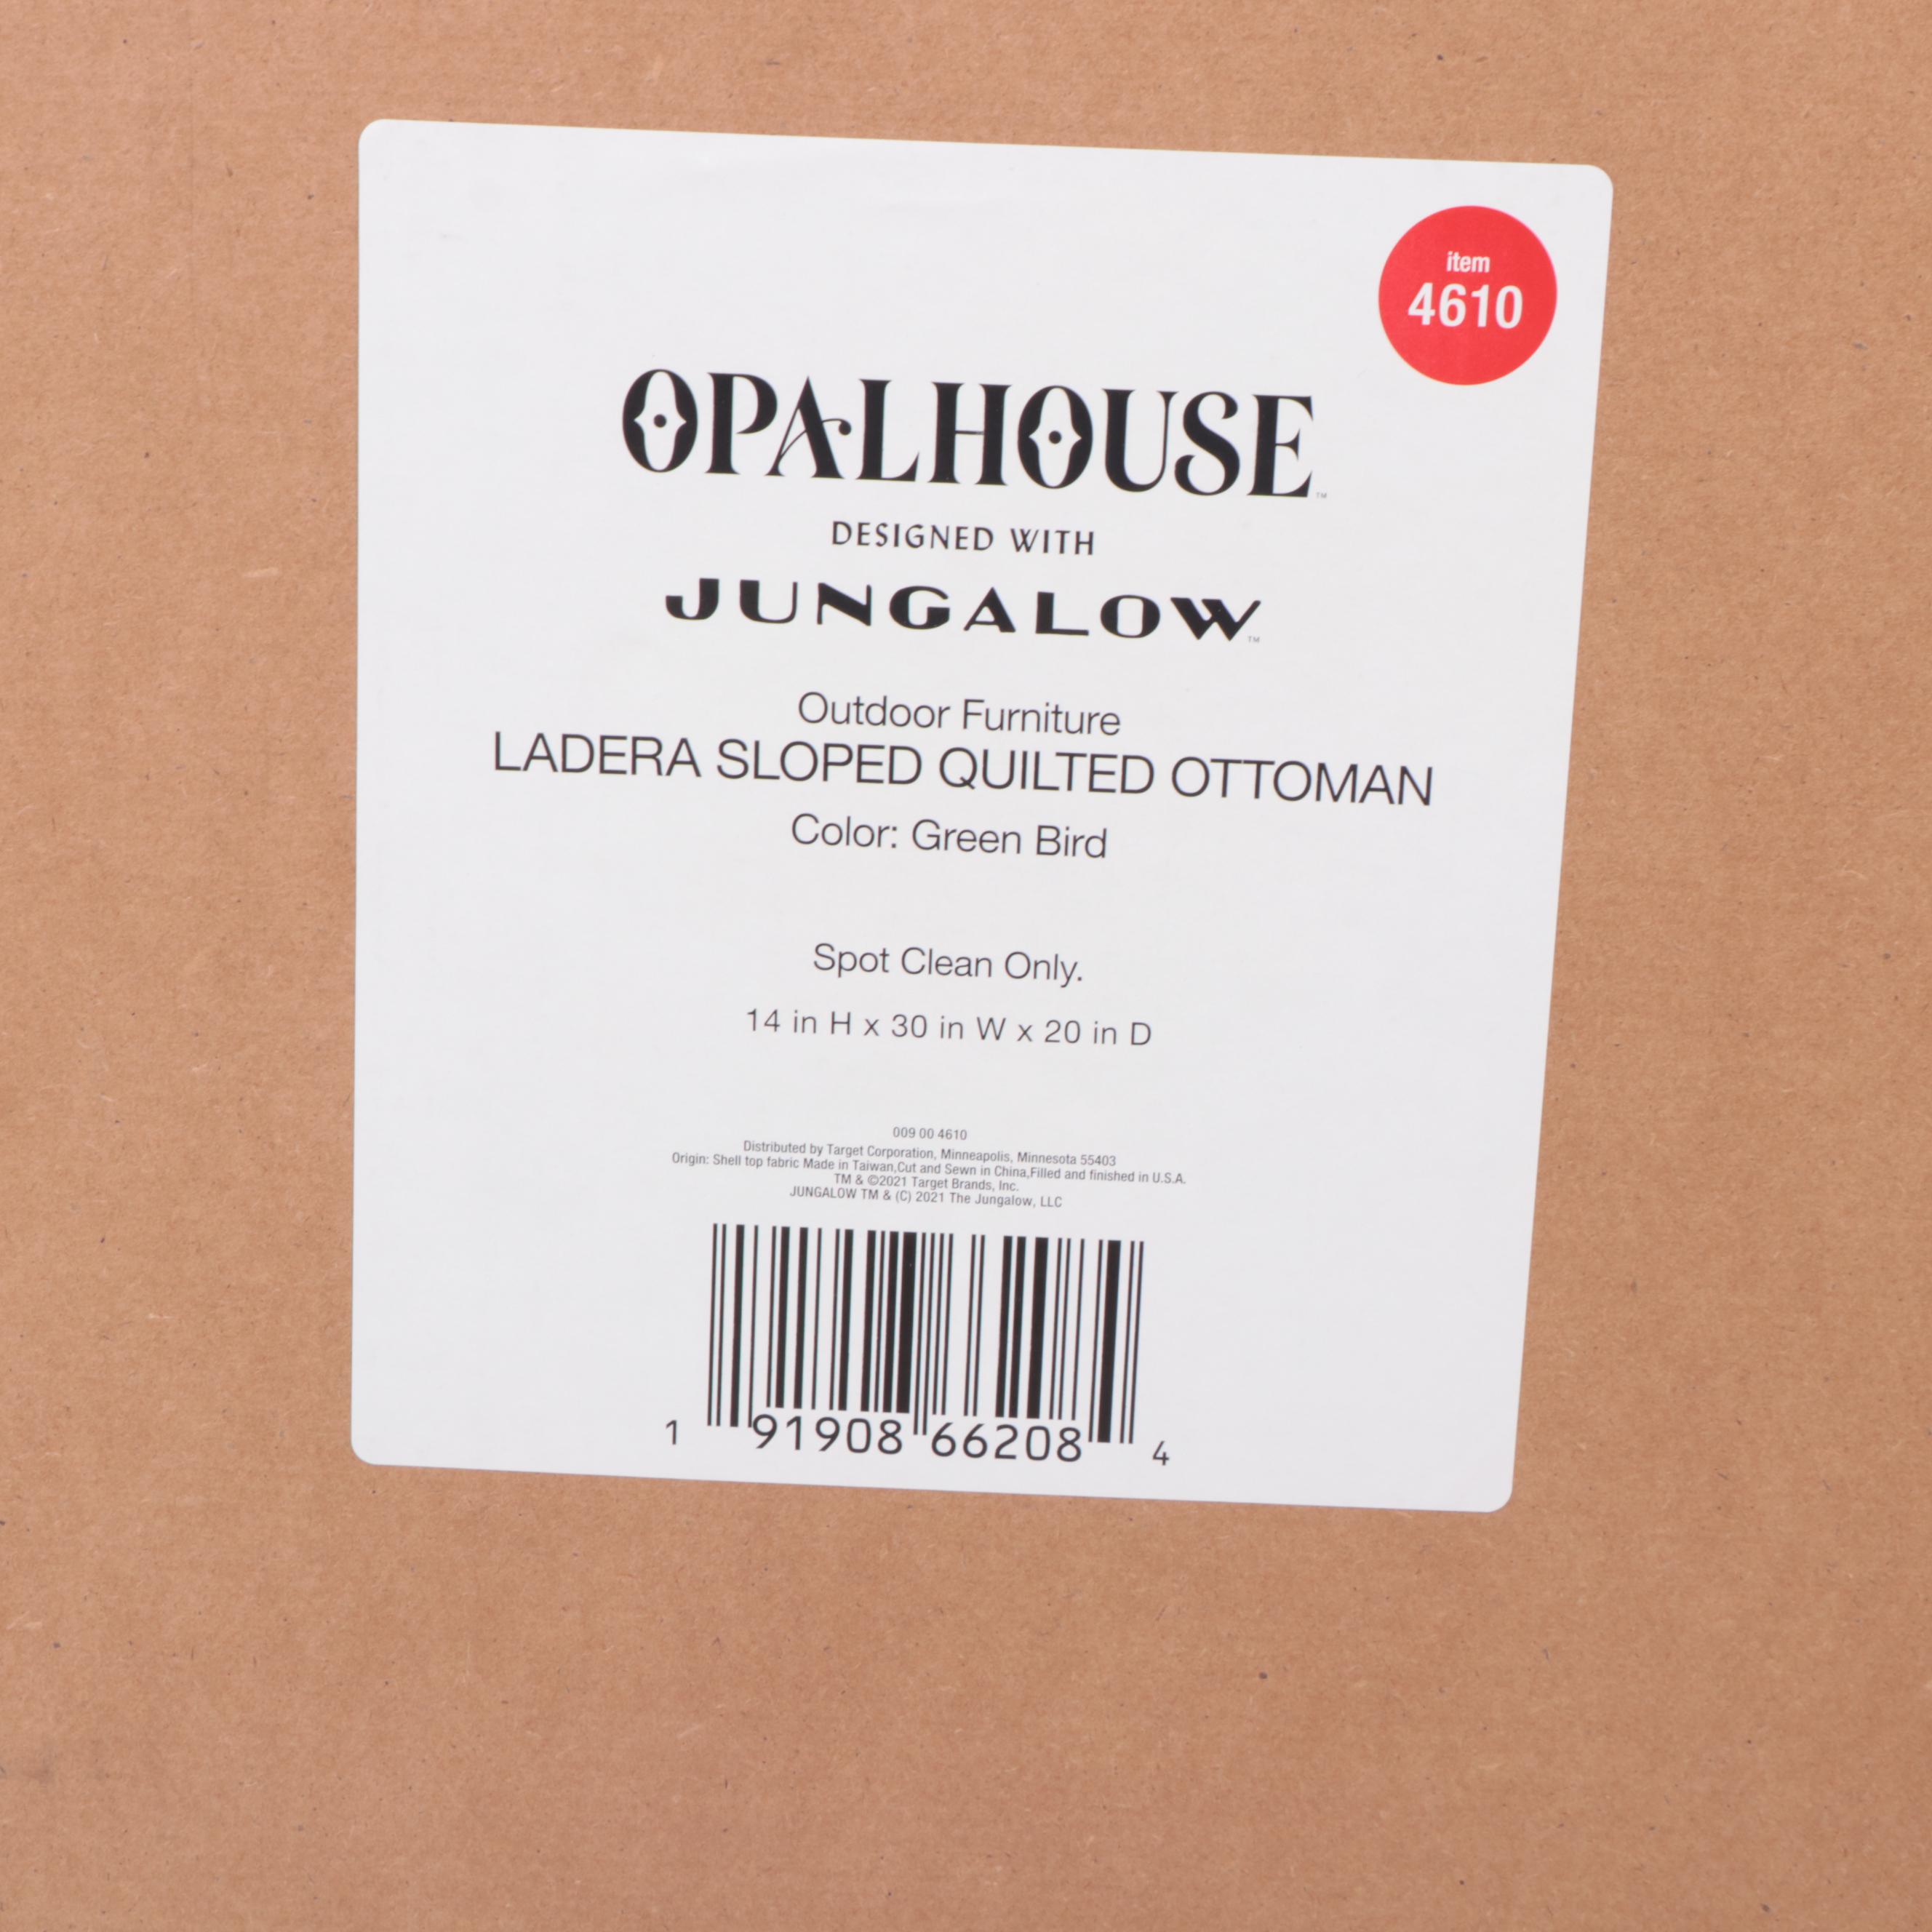 item
4610
OPALHOUSE™
DESIGNED WITH
JUNGALOW™
Outdoor Furniture
LADERA SLOPED QUILTED OTTOMAN
Color: Green Bird
Spot Clean Only.
14 in H x 30 in W x 20 in D
009 00 4610
Distributed by Target Corporation, Minneapolis, Minnesota 55403
Origin: Shell top fabric Made in Taiwan,Cut and Sewn in China,Filled and finished in U.S.A.
TM & ©2021 Target Brands, Inc.
JUNGALOW TM & (C) 2021 The Jungalow, LLC
1 91908 66208 4